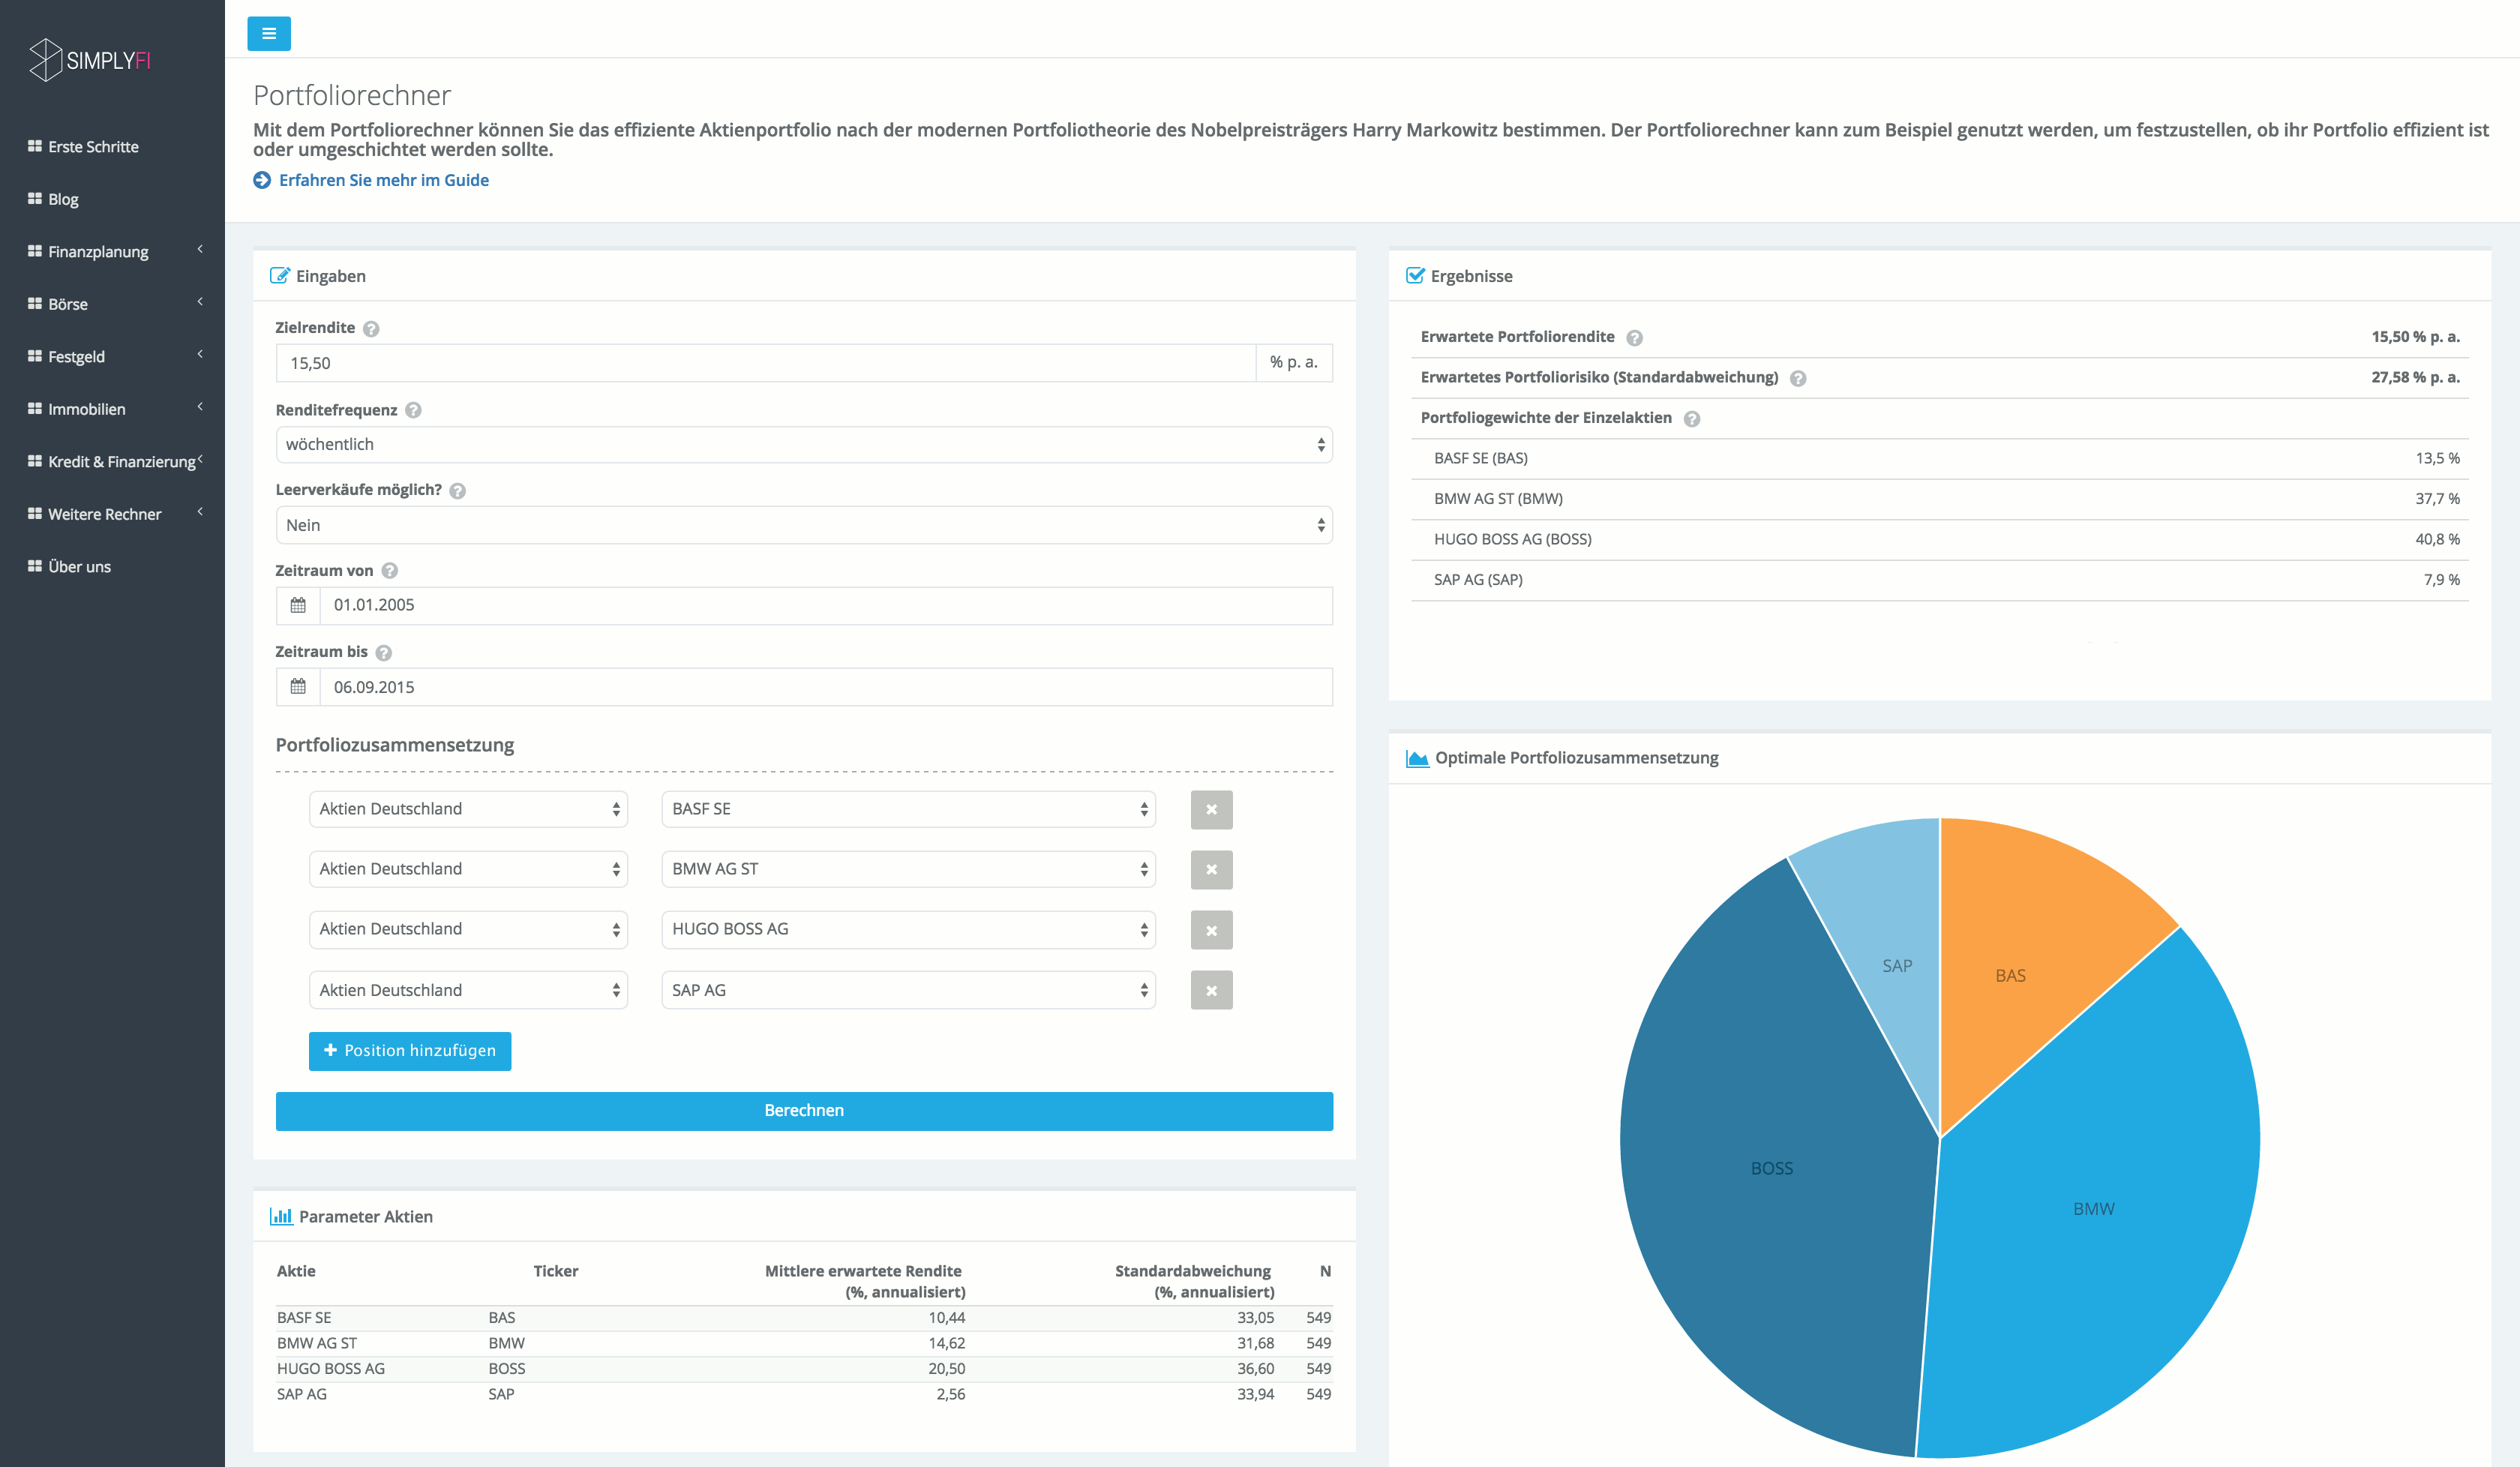 SIMPLYFI
Erste Schritte
Blog
Finanzplanung
Börse
Festgeld
Immobilien
Kredit & Finanzierung
Weitere Rechner
Über uns
Portfoliorechner
Mit dem Portfoliorechner können Sie das effiziente Aktienportfolio nach der modernen Portfoliotheorie des Nobelpreisträgers Harry Markowitz bestimmen. Der Portfoliorechner kann zum Beispiel genutzt werden, um festzustellen, ob ihr Portfolio effizient ist
oder umgeschichtet werden sollte.
Erfahren Sie mehr im Guide
Eingaben
Zielrendite ?
15,50 % p. a.
Renditefrequenz ?
wöchentlich
Leerverkäufe möglich? ?
Nein
Zeitraum von ?
01.01.2005
Zeitraum bis ?
06.09.2015
Portfoliozusammensetzung
Aktien Deutschland BASF SE
Aktien Deutschland BMW AG ST
Aktien Deutschland HUGO BOSS AG
Aktien Deutschland SAP AG
Position hinzufügen
Berechnen
Parameter Aktien
Aktie Ticker Mittlere erwartete Rendite Standardabweichung N
(%, annualisiert) (%, annualisiert)
BASF SE BAS 10,44 33,05 549
BMW AG ST BMW 14,62 31,68 549
HUGO BOSS AG BOSS 20,50 36,60 549
SAP AG SAP 2,56 33,94 549
Ergebnisse
Erwartete Portfoliorendite ? 15,50 % p. a.
Erwartetes Portfoliorisiko (Standardabweichung) ? 27,58 % p. a.
Portfoliogewichte der Einzelaktien ?
BASF SE (BAS) 13,5 %
BMW AG ST (BMW) 37,7 %
HUGO BOSS AG (BOSS) 40,8 %
SAP AG (SAP) 7,9 %
Optimale Portfoliozusammensetzung
SAP
BAS
BOSS
BMW